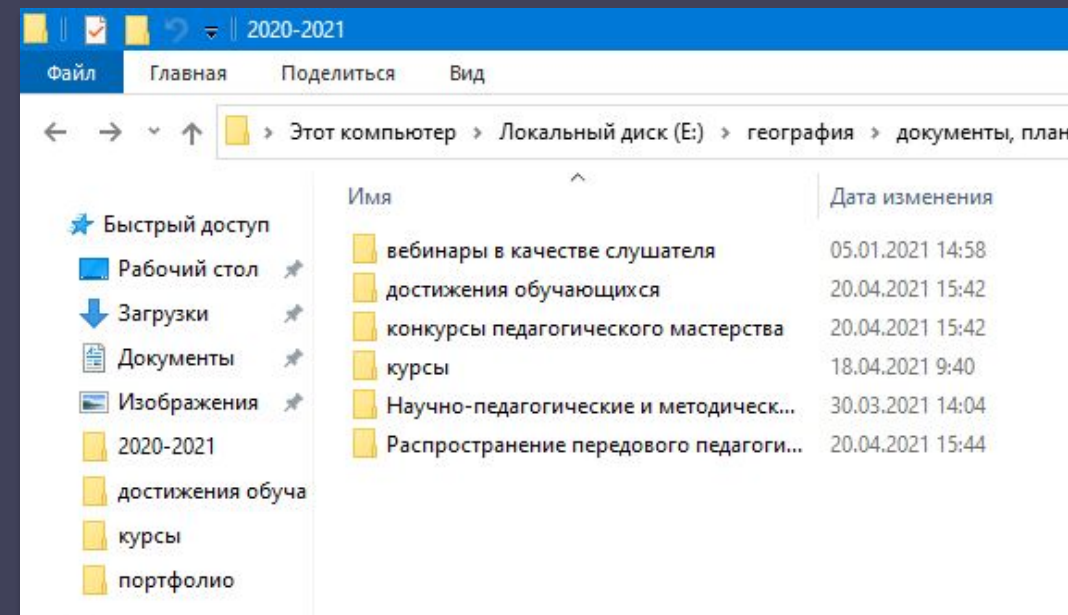 2020-2021
Файл Главная Поделиться Вид
Этот компьютер > Локальный диск (E:) > география > документы, план
Имя Дата изменения
Быстрый доступ
Рабочий стол
Загрузки
Документы
Изображения
2020-2021
достижения обуча
курсы
портфолио
вебинары в качестве слушателя 05.01.2021 14:58
достижения обучающихся 20.04.2021 15:42
конкурсы педагогического мастерства 20.04.2021 15:42
курсы 18.04.2021 9:40
Научно-педагогические и методическ... 30.03.2021 14:04
Распространение передового педагоги... 20.04.2021 15:44